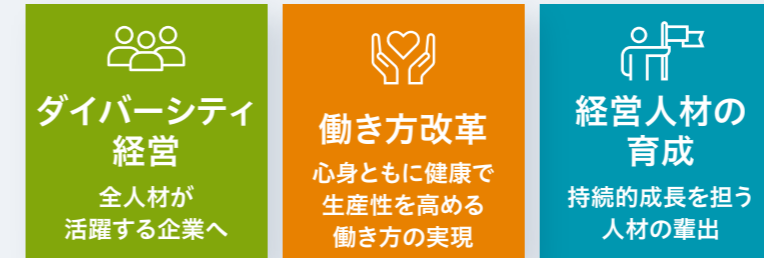 ダイバーシティ
経営
全人材が
活躍する企業へ
働き方改革
心身ともに健康で
生産性を高める
働き方の実現
経営人材の
育成
持続的成長を担う
人材の輩出